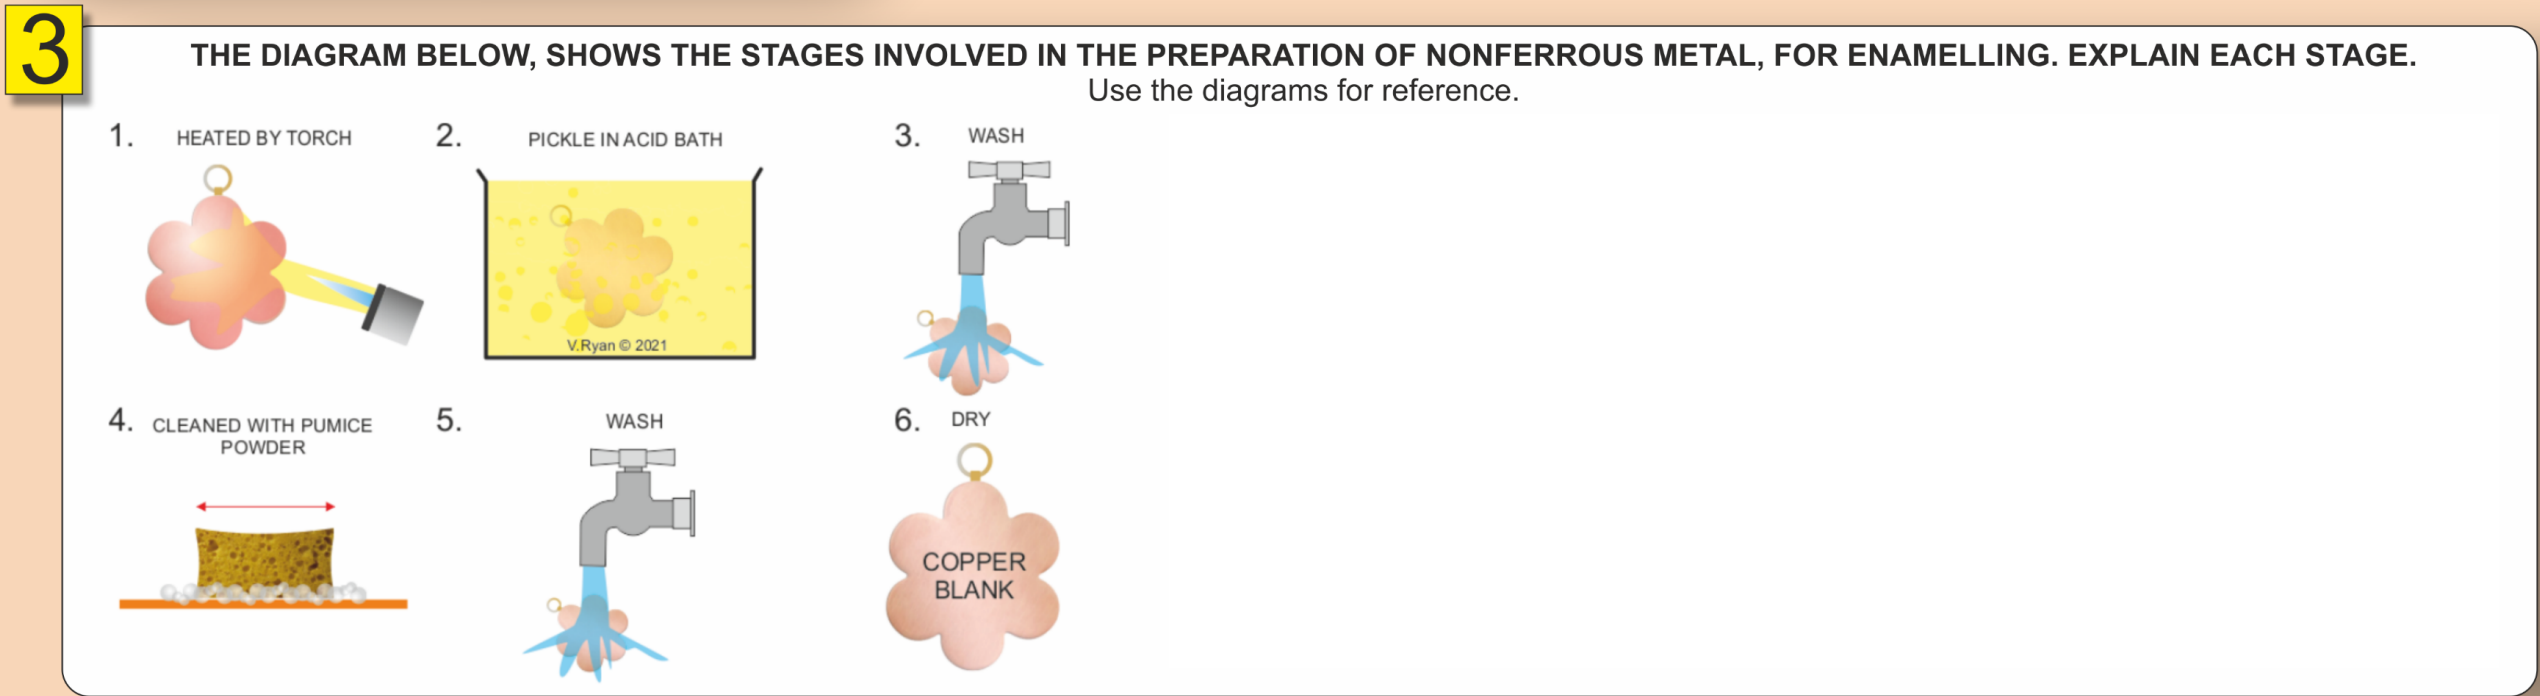 3
THE DIAGRAM BELOW, SHOWS THE STAGES INVOLVED IN THE PREPARATION OF NONFERROUS METAL, FOR ENAMELLING. EXPLAIN EACH STAGE.
Use the diagrams for reference.
1. HEATED BY TORCH
2. PICKLE IN ACID BATH
V.Ryan © 2021
3. WASH
4. CLEANED WITH PUMICE
POWDER
5. WASH
6. DRY
COPPER
BLANK